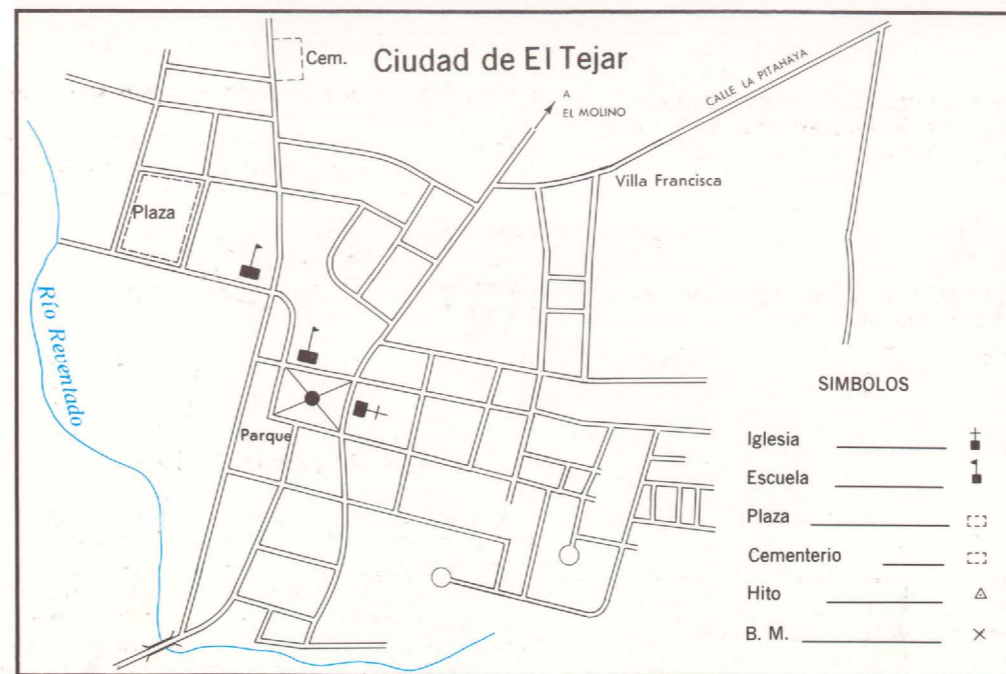 Cem.
Ciudad de El Tejar
A
EL MOLINO
CALLE LA PITAHAYA
Villa Francisca
Plaza
Río Reventado
Parque
SIMBOLOS
Iglesia
Escuela
Plaza
Cementerio
Hito
B. M.